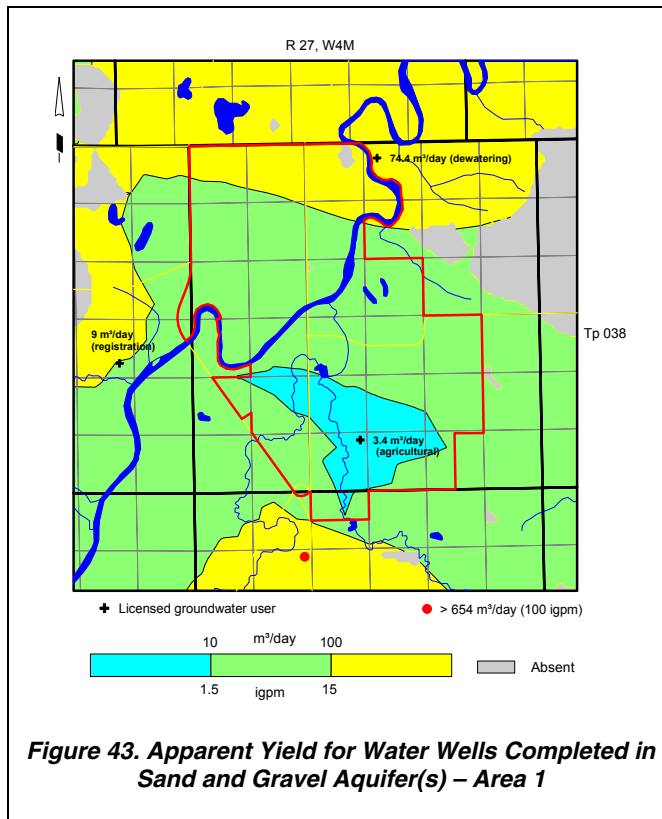 R 27, W4M
74.4 m³/day (dewatering)
Tp 038
9 m³/day
(registration)
3.4 m³/day
(agricultural)
Licensed groundwater user
> 654 m³/day (100 igpm)
10 m³/day 100
Absent
1.5 igpm 15
Figure 43. Apparent Yield for Water Wells Completed in
Sand and Gravel Aquifer(s) – Area 1